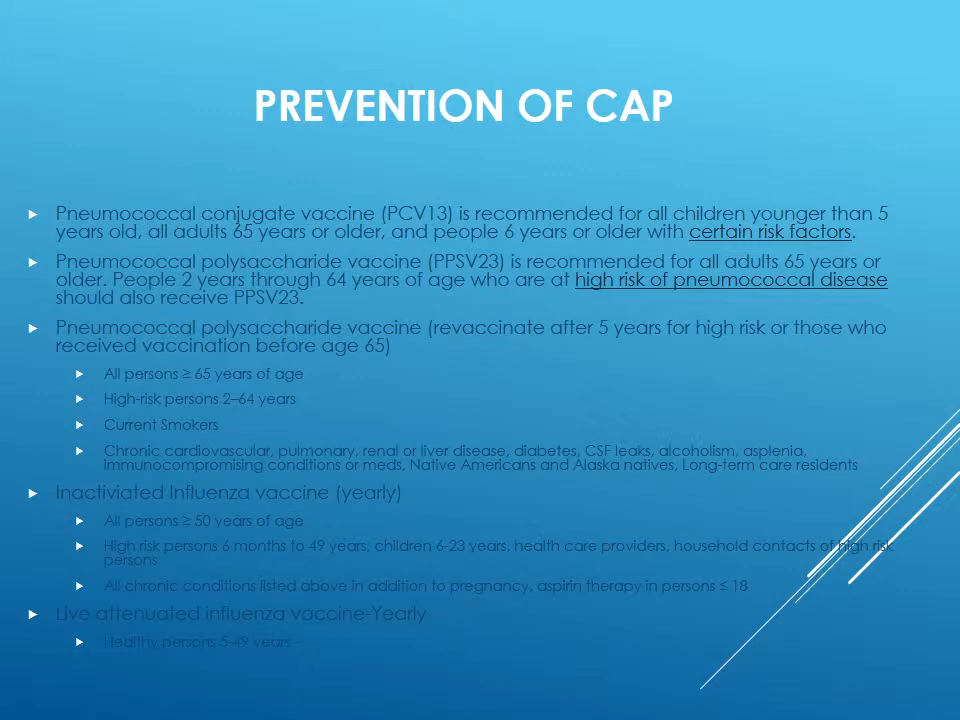 PREVENTION OF CAP
Pneumococcal conjugate vaccine (PCV13) is recommended for all children younger than 5
years old, all adults 65 years or older, and people 6 years or older with certain risk factors.
Pneumococcal polysaccharide vaccine (PPSV23) is recommended for all adults 65 years or
older. People 2 years through 64 years of age who are at high risk of pneumococcal disease
should also receive PPSV23.
Pneumococcal polysaccharide vaccine (revaccinate after 5 years for high risk or those who
received vaccination before age 65)
All persons ≥ 65 years of age
High-risk persons 2–64 years
Current Smokers
Chronic cardiovascular, pulmonary, renal or liver disease, diabetes, CSF leaks, alcoholism, asplenia,
immunocompromising conditions or meds, Native Americans and Alaska natives, Long-term care residents
Inactiviated Influenza vaccine (yearly)
All persons ≥ 50 years of age
High risk persons 6 months to 49 years, children 6-23 years, health care providers, household contacts of high risk
persons
All chronic conditions listed above in addition to pregnancy, aspirin therapy in persons ≤ 18
Live attenuated influenza vaccine-Yearly
Healthy persons 5-49 years -